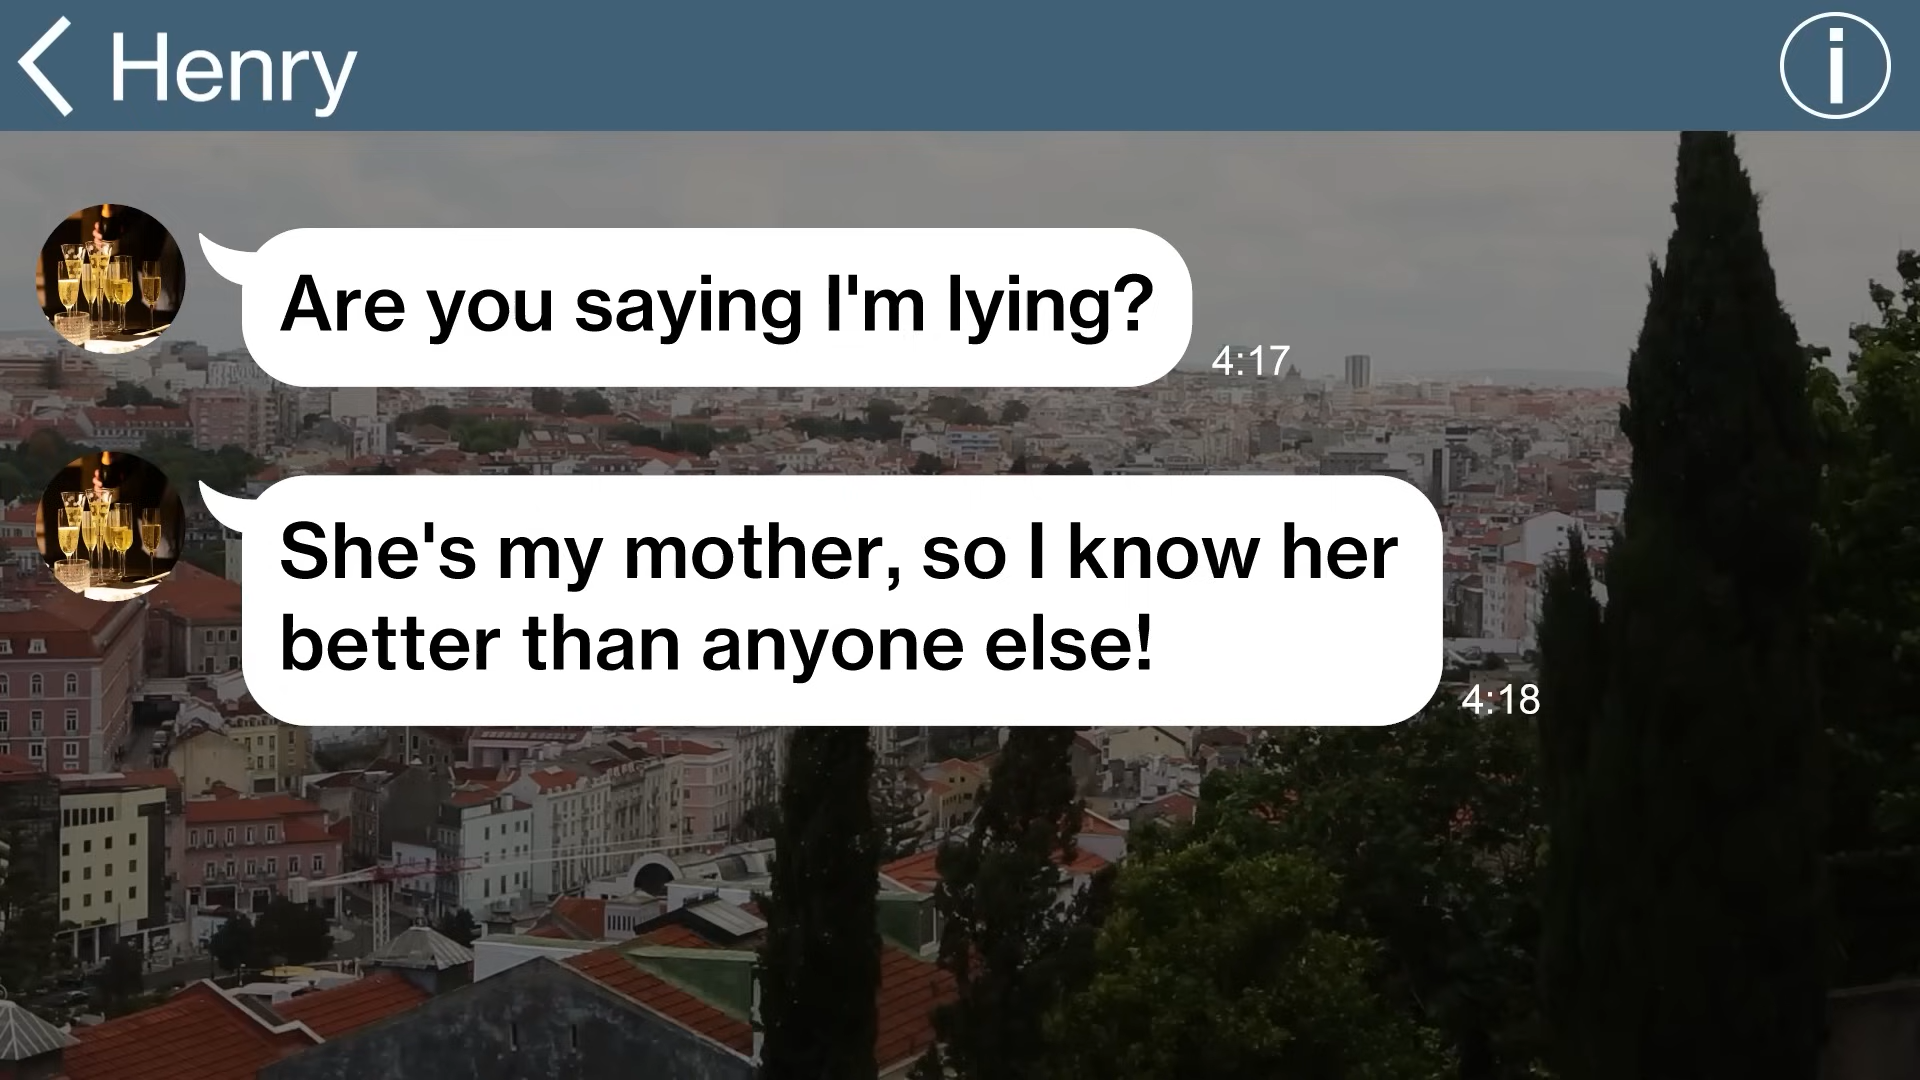 Henry
Are you saying I'm lying?
4:17
She's my mother, so I know her
better than anyone else!
4:18